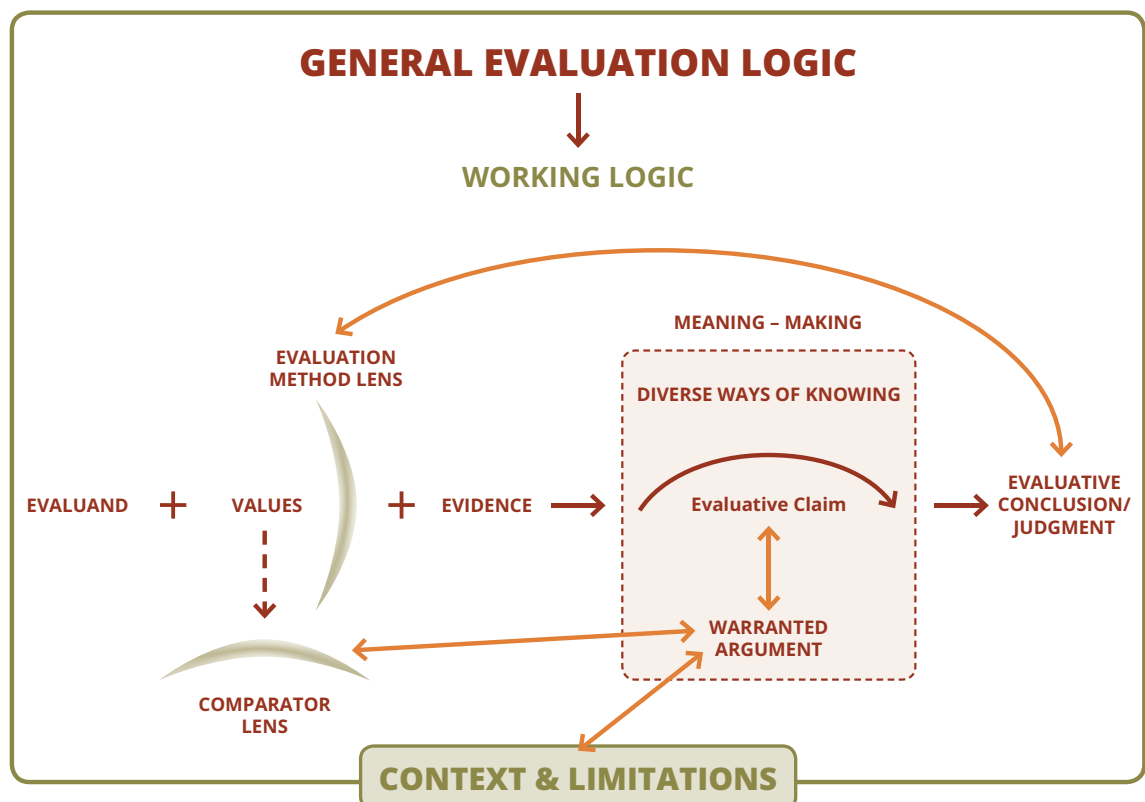 GENERAL EVALUATION LOGIC
WORKING LOGIC
MEANING – MAKING
EVALUATION
METHOD LENS
DIVERSE WAYS OF KNOWING
EVALUAND + VALUES + EVIDENCE
Evaluative Claim
EVALUATIVE
CONCLUSION/
JUDGMENT
WARRANTED
ARGUMENT
COMPARATOR
LENS
CONTEXT & LIMITATIONS